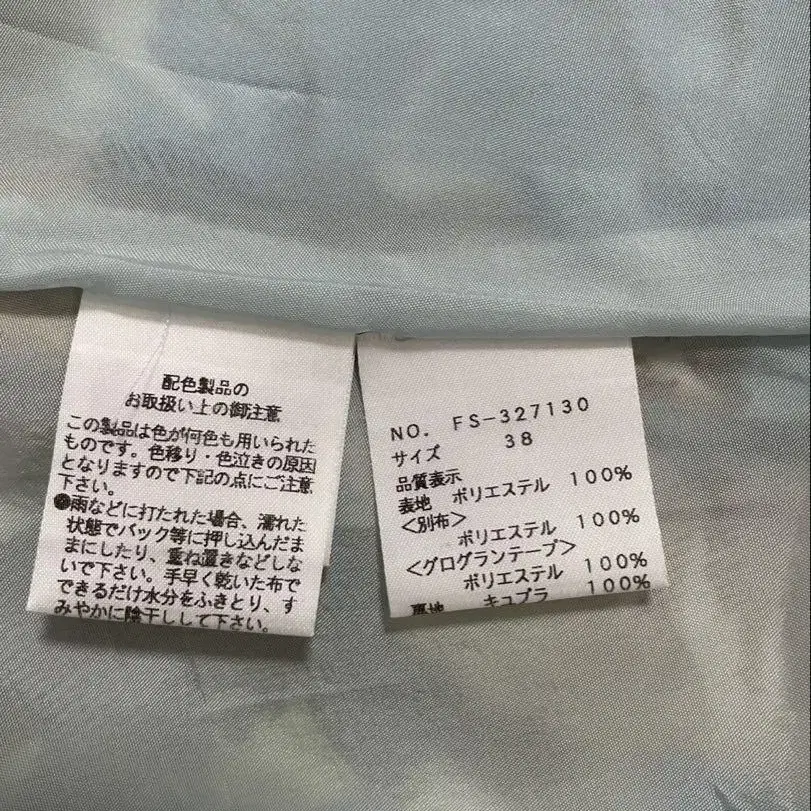 配色製品の
お取扱い上の御注意
この製品は色が何色も用いられた
ものです。色移り・色泣きの原因
となりますので下記の点にご注意
下さい。
●雨などに打たれた場合、濡れた
状態でバック等に押し込んだま
まにしたり、重ね置きなどしな
いで下さい。手早く乾いた布で
できるだけ水分をふきとり、す
みやかに陰干しして下さい。
NO. FS-327130
サイズ 38
品質表示
表地 ポリエステル 100%
<別布>
ポリエステル 100%
<グログランテープ>
ポリエステル 100%
裏地 キュプラ 100%